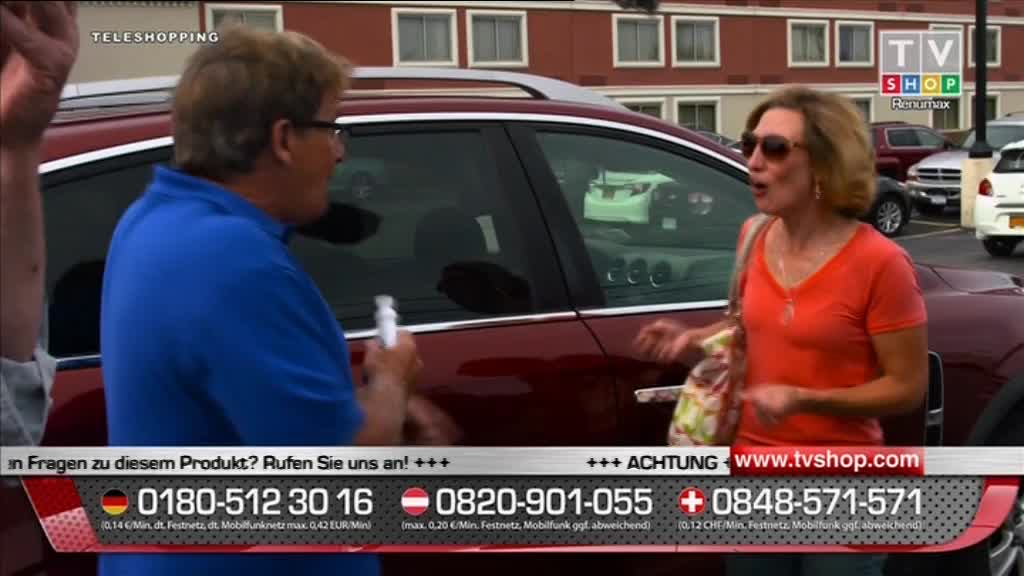 TELESHOPPING
TV
SHOP
Renumax
en Fragen zu diesem Produkt? Rufen Sie uns an! +++ +++ ACHTUNG +
www.tvshop.com
0180-512 30 16
(0,14 €/Min. dt. Festnetz, dt. Mobilfunknetz max. 0,42 EUR/Min)
0820-901-055
(max. 0,20 €/Min. Festnetz, Mobilfunk ggf. abweichend)
0848-571-571
(0,12 CHF/Min. Festnetz, Mobilfunk ggf. abweichend)